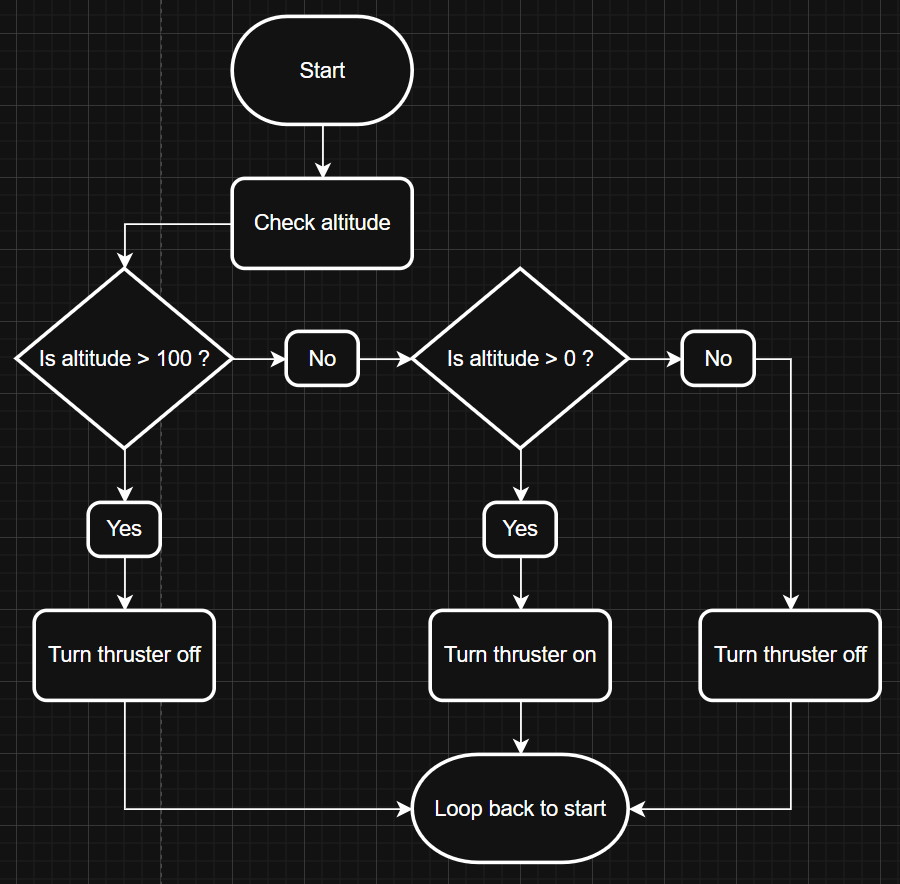 Start
Check altitude
Is altitude > 100 ?
No
Is altitude > 0 ?
No
Yes
Yes
Turn thruster off
Turn thruster on
Turn thruster off
Loop back to start